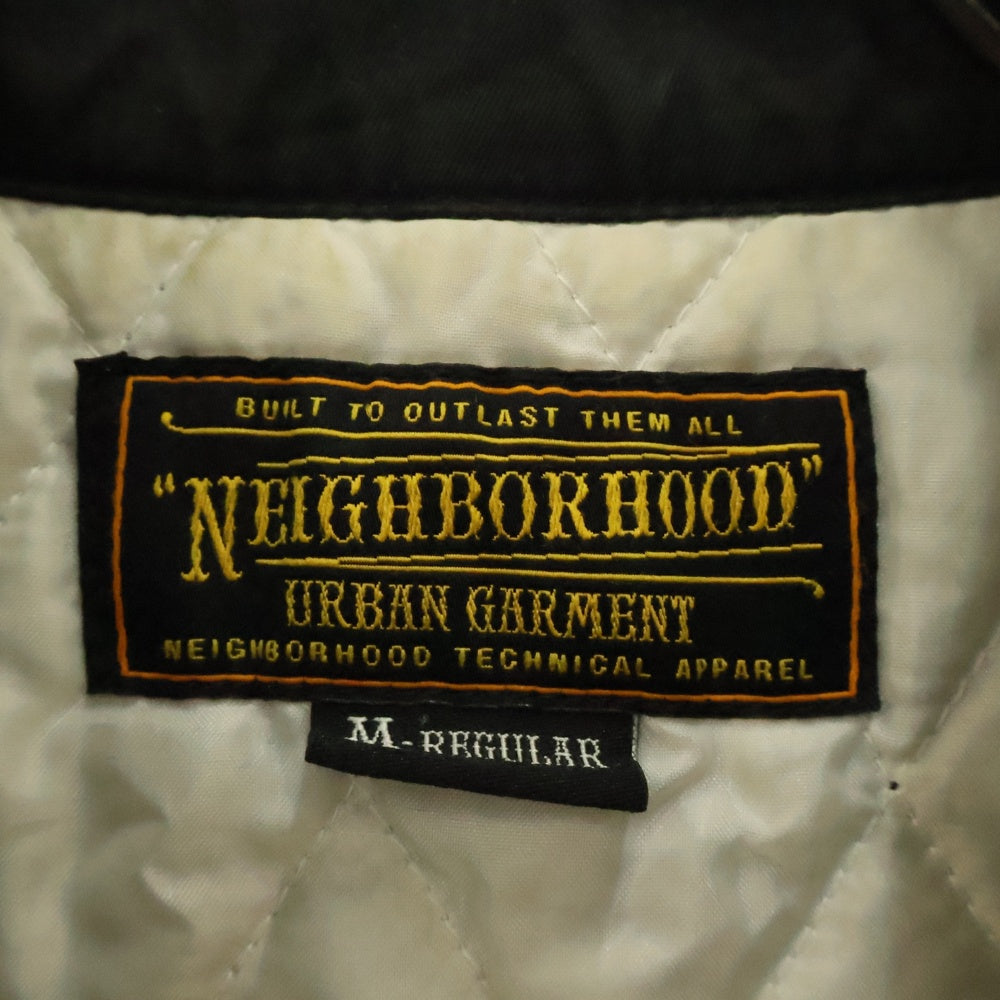 BUILT TO OUTLAST THEM ALL
"NEIGHBORHOOD"
URBAN GARMENT
NEIGHBORHOOD TECHNICAL APPAREL
M-REGULAR